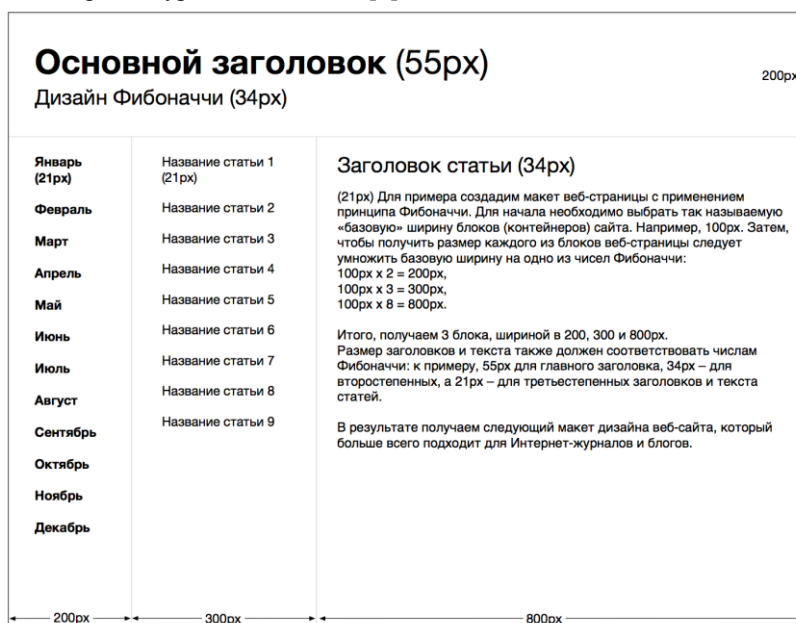 Основной заголовок (55px)
200px
Дизайн Фибоначчи (34px)
Январь
(21px)
Февраль
Март
Апрель
Май
Июнь
Июль
Август
Сентябрь
Октябрь
Ноябрь
Декабрь
Название статьи 1
(21px)
Название статьи 2
Название статьи 3
Название статьи 4
Название статьи 5
Название статьи 6
Название статьи 7
Название статьи 8
Название статьи 9
Заголовок статьи (34px)
(21px) Для примера создадим макет веб-страницы с применением
принципа Фибоначчи. Для начала необходимо выбрать так называемую
«базовую» ширину блоков (контейнеров) сайта. Например, 100px. Затем,
чтобы получить размер каждого из блоков веб-страницы следует
умножить базовую ширину на одно из чисел Фибоначчи:
100px x 2 = 200px,
100px x 3 = 300px,
100px x 8 = 800px.
Итого, получаем 3 блока, шириной в 200, 300 и 800px.
Размер заголовков и текста также должен соответствовать числам
Фибоначчи: к примеру, 55px для главного заголовка, 34px – для
второстепенных, а 21px – для третьестепенных заголовков и текста
статей.
В результате получаем следующий макет дизайна веб-сайта, который
больше всего подходит для Интернет-журналов и блогов.
200px
300px
800px